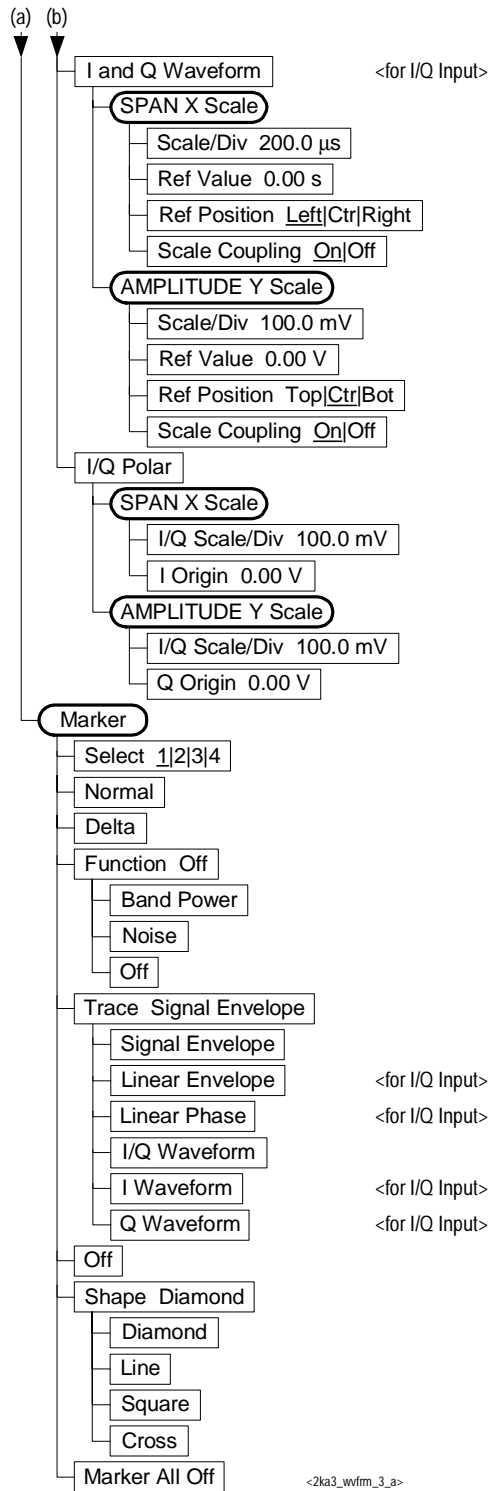 (a) (b)
I and Q Waveform <for I/Q Input>
SPAN X Scale
Scale/Div 200.0 µs
Ref Value 0.00 s
Ref Position Left|Ctr|Right
Scale Coupling On|Off
AMPLITUDE Y Scale
Scale/Div 100.0 mV
Ref Value 0.00 V
Ref Position Top|Ctr|Bot
Scale Coupling On|Off
I/Q Polar
SPAN X Scale
I/Q Scale/Div 100.0 mV
I Origin 0.00 V
AMPLITUDE Y Scale
I/Q Scale/Div 100.0 mV
Q Origin 0.00 V
Marker
Select 1|2|3|4
Normal
Delta
Function Off
Band Power
Noise
Off
Trace Signal Envelope
Signal Envelope
Linear Envelope <for I/Q Input>
Linear Phase <for I/Q Input>
I/Q Waveform
I Waveform <for I/Q Input>
Q Waveform <for I/Q Input>
Off
Shape Diamond
Diamond
Line
Square
Cross
Marker All Off <2ka3_wvfrm_3_a>